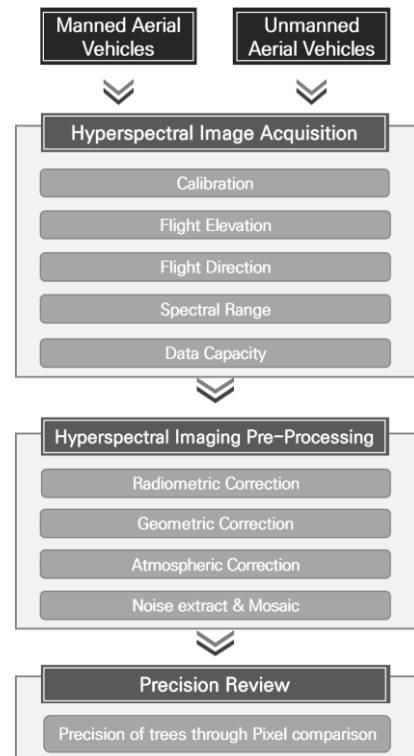 Manned Aerial
Vehicles
Unmanned
Aerial Vehicles
Hyperspectral Image Acquisition
Calibration
Flight Elevation
Flight Direction
Spectral Range
Data Capacity
Hyperspectral Imaging Pre-Processing
Radiometric Correction
Geometric Correction
Atmospheric Correction
Noise extract & Mosaic
Precision Review
Precision of trees through Pixel comparison